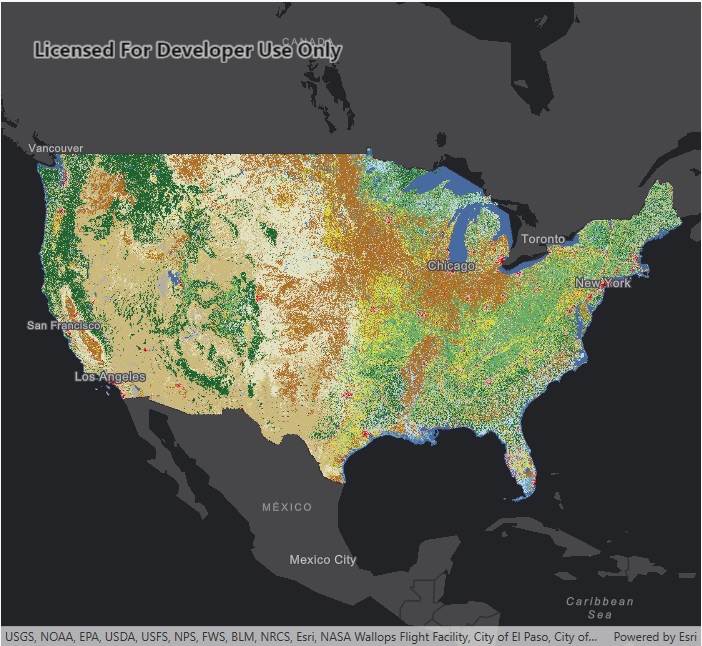 CANADA
Licensed For Developer Use Only
Vancouver
Toronto
Chicago
New York
San Francisco
Los Angeles
MÉXICO
Mexico City
Caribbean
Sea
USGS, NOAA, EPA, USDA, USFS, NPS, FWS, BLM, NRCS, Esri, NASA Wallops Flight Facility, City of El Paso, City of...
Powered by Esri